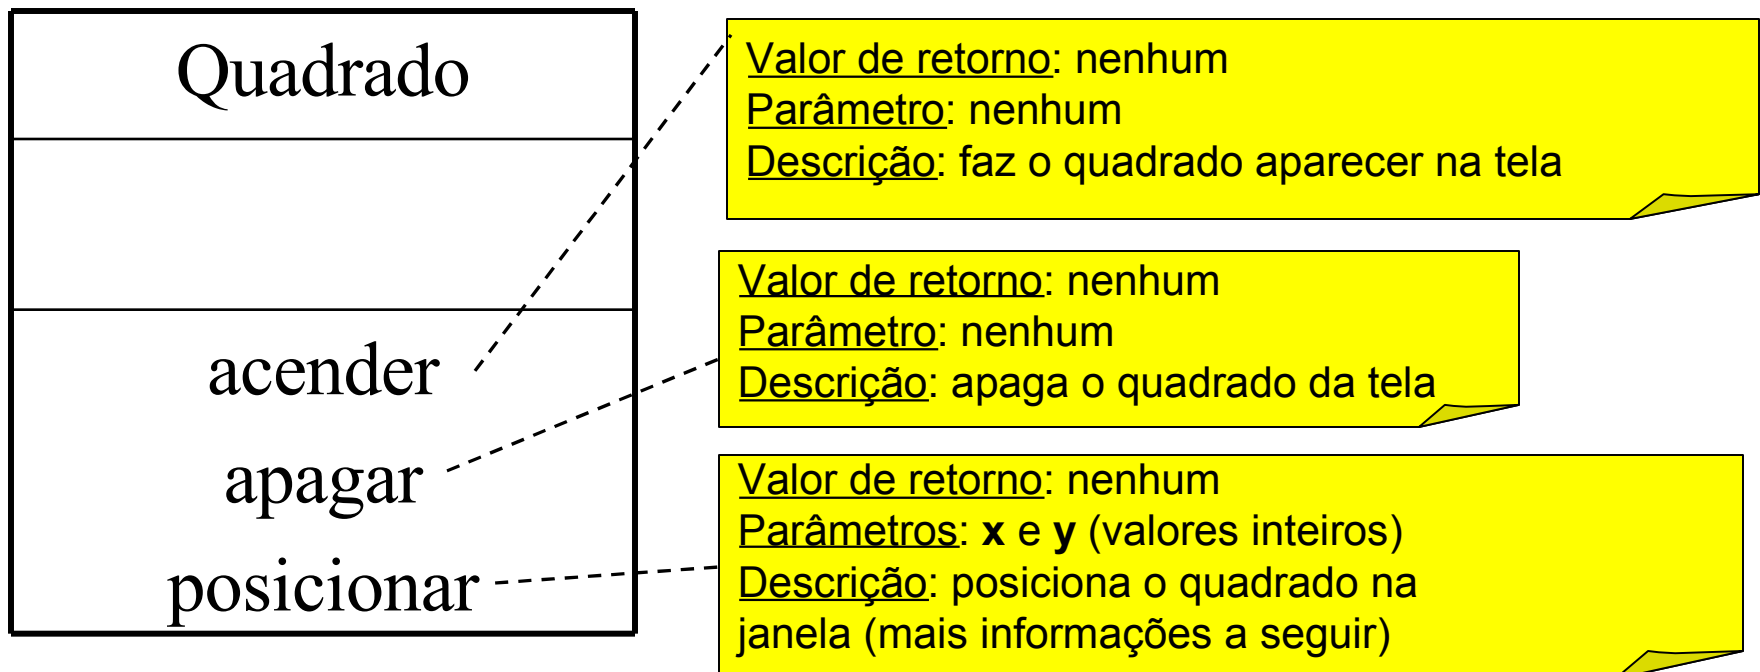 Quadrado
acender
apagar
posicionar
Valor de retorno: nenhum
Parâmetro: nenhum
Descrição: faz o quadrado aparecer na tela
Valor de retorno: nenhum
Parâmetro: nenhum
Descrição: apaga o quadrado da tela
Valor de retorno: nenhum
Parâmetros: x e y (valores inteiros)
Descrição: posiciona o quadrado na
janela (mais informações a seguir)